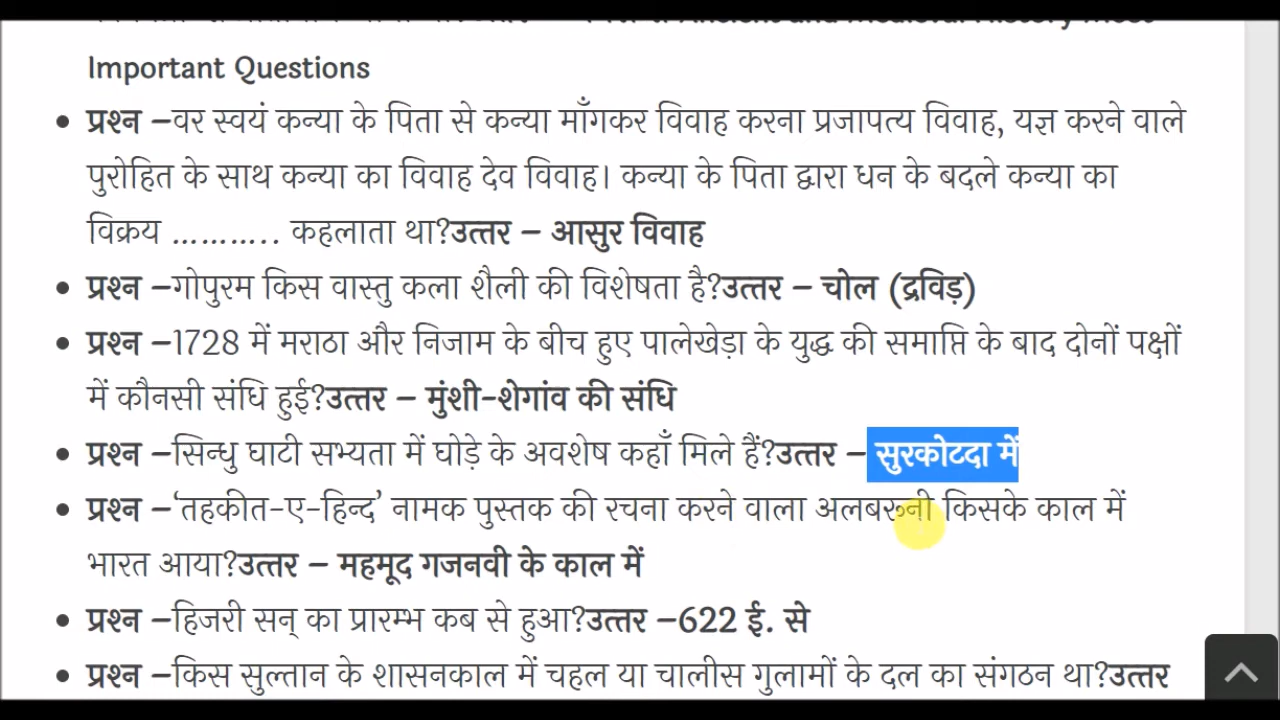 Important Questions
• प्रश्न –वर स्वयं कन्या के पिता से कन्या माँगकर विवाह करना प्रजापत्य विवाह, यज्ञ करने वाले
पुरोहित के साथ कन्या का विवाह देव विवाह। कन्या के पिता द्वारा धन के बदले कन्या का
विक्रय ……….. कहलाता था?उत्तर – आसुर विवाह
• प्रश्न –गोपुरम किस वास्तु कला शैली की विशेषता है?उत्तर – चोल (द्रविड़)
• प्रश्न –1728 में मराठा और निजाम के बीच हुए पालेखेड़ा के युद्ध की समाप्ति के बाद दोनों पक्षों
में कौनसी संधि हुई?उत्तर – मुंशी-शेगांव की संधि
• प्रश्न –सिन्धु घाटी सभ्यता में घोड़े के अवशेष कहाँ मिले हैं?उत्तर – सुरकोटदा में
• प्रश्न –‘तहकीत-ए-हिन्द’ नामक पुस्तक की रचना करने वाला अलबरूनी किसके काल में
भारत आया?उत्तर – महमूद गजनवी के काल में
• प्रश्न –हिजरी सन् का प्रारम्भ कब से हुआ?उत्तर –622 ई. से
• प्रश्न –किस सुल्तान के शासनकाल में चहल या चालीस गुलामों के दल का संगठन था?उत्तर